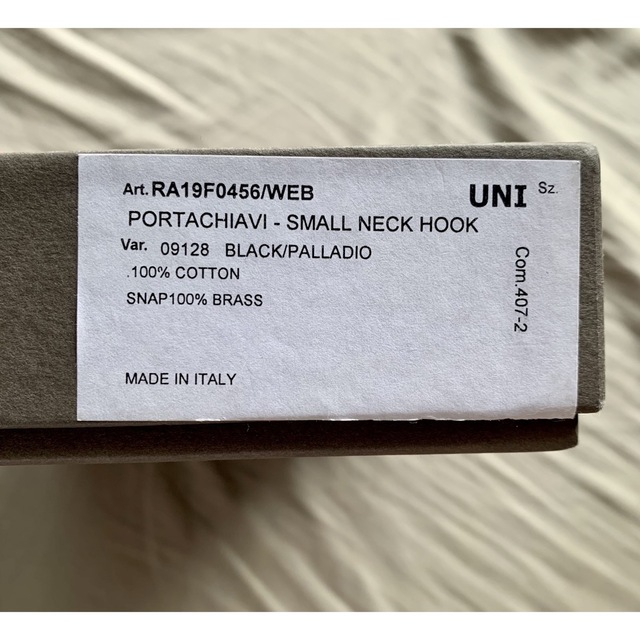 Art. RA19F0456/WEB UNI Sz.
PORTACHIAVI - SMALL NECK HOOK
Var. 09128 BLACK/PALLADIO
.100% COTTON
SNAP100% BRASS
MADE IN ITALY
Com.407-2